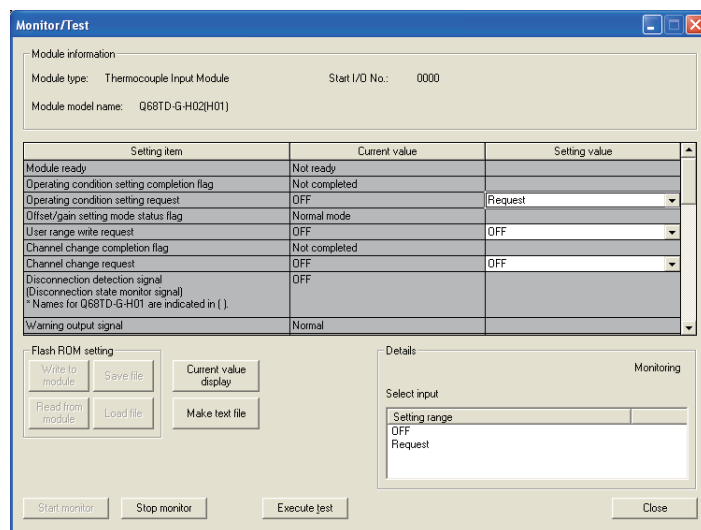 Monitor/Test
Module information
Module type: Thermocouple Input Module Start I/O No.: 0000
Module model name: Q68TD-G-H02(H01)
Setting item Current value Setting value
Module ready Not ready
Operating condition setting completion flag Not completed
Operating condition setting request OFF Request
Offset/gain setting mode status flag Normal mode
User range write request OFF OFF
Channel change completion flag Not completed
Channel change request OFF OFF
Disconnection detection signal OFF
(Disconnection state monitor signal)
* Names for Q68TD-G-H01 are indicated in ( ).
Warning output signal Normal
Flash ROM setting
Write to
module
Save file
Current value
display
Read from
module
Load file
Make text file
Details
Monitoring
Select input
Setting range
OFF
Request
Start monitor Stop monitor Execute test Close